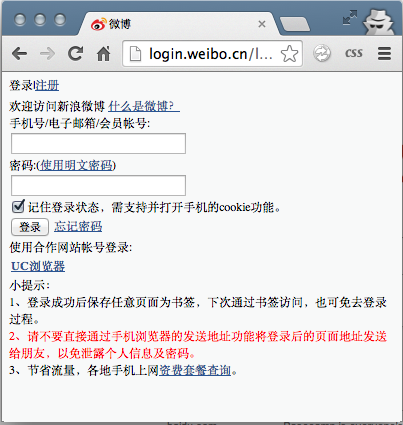 微博
login.weibo.cn/l...
CSS
登录|注册
欢迎访问新浪微博 什么是微博?
手机号/电子邮箱/会员帐号:
密码:(使用明文密码)
记住登录状态，需支持并打开手机的cookie功能。
登录 忘记密码
使用合作网站帐号登录:
UC浏览器
小提示：
1、登录成功后保存任意页面为书签，下次通过书签访问，也可免去登录
过程。
2、请不要直接通过手机浏览器的发送地址功能将登录后的页面地址发送
给朋友，以免泄露个人信息及密码。
3、节省流量，各地手机上网资费套餐查询。